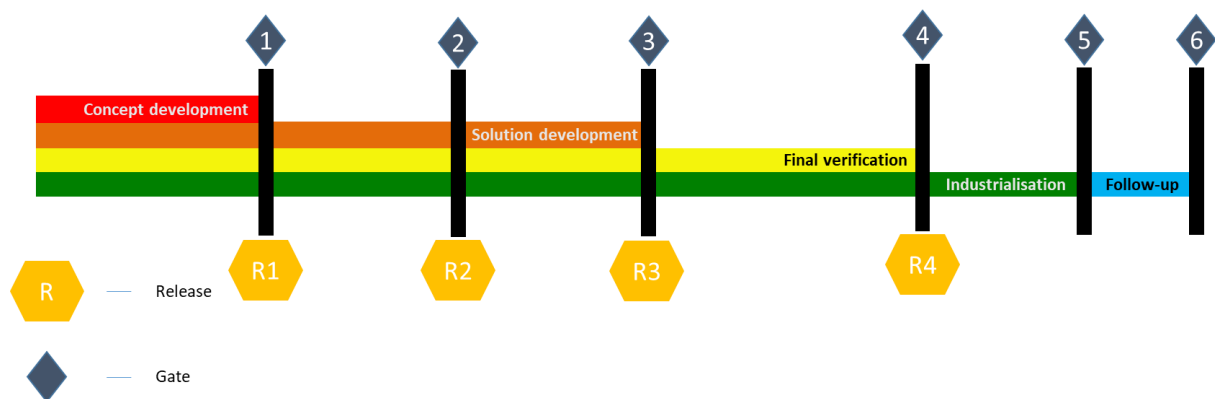 1
2
3
4
5
6
Concept development
Solution development
Final verification
Industrialisation
Follow-up
R1
R2
R3
R4
R
Release
Gate